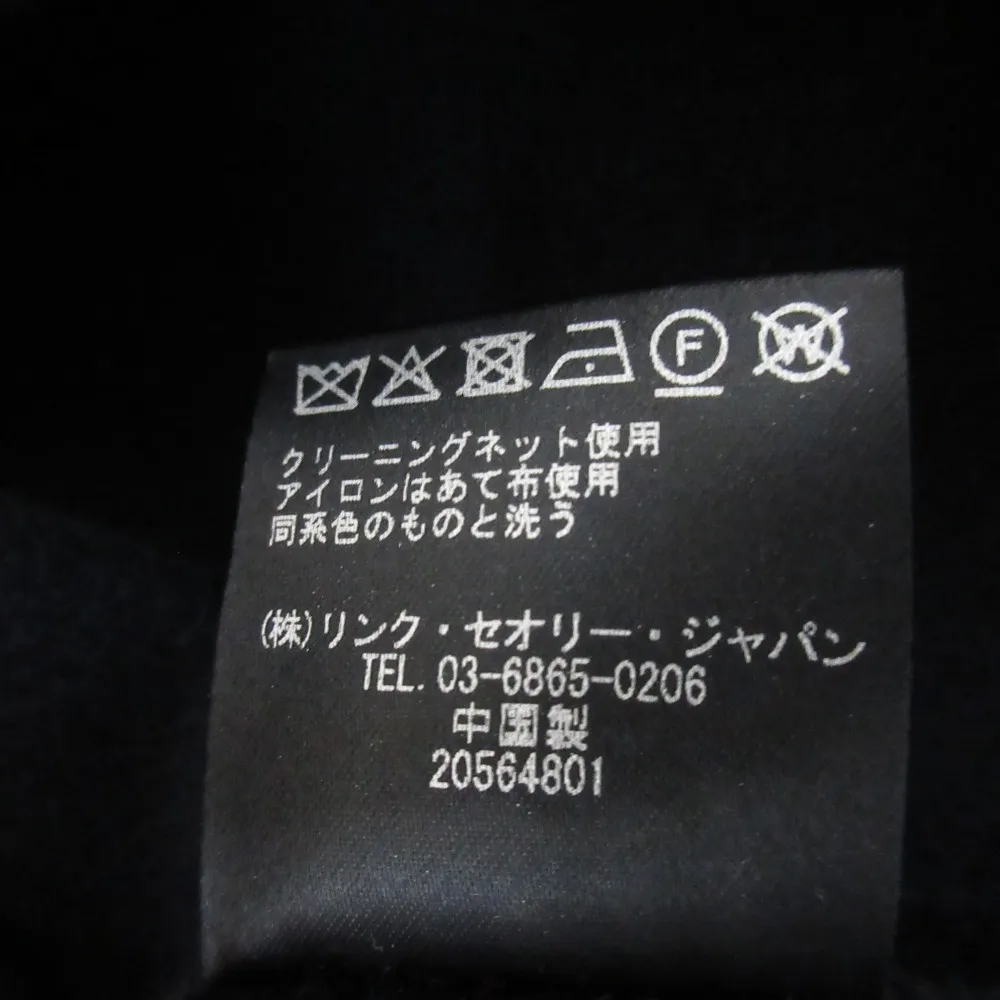 F W
クリーニングネット使用
アイロンはあて布使用
同系色のものと洗う
(株)リンク・セオリー・ジャパン
TEL. 03-6865-0206
中国製
20564801